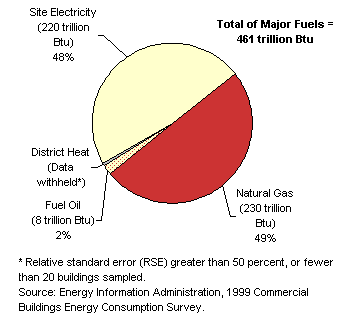 Site Electricity
(220 trillion
Btu)
48%
Total of Major Fuels =
461 trillion Btu
District Heat
(Data
withheld*)
Fuel Oil
(8 trillion Btu)
2%
Natural Gas
(230 trillion
Btu)
49%
* Relative standard error (RSE) greater than 50 percent, or fewer
than 20 buildings sampled.
Source: Energy Information Administration, 1999 Commercial
Buildings Energy Consumption Survey.